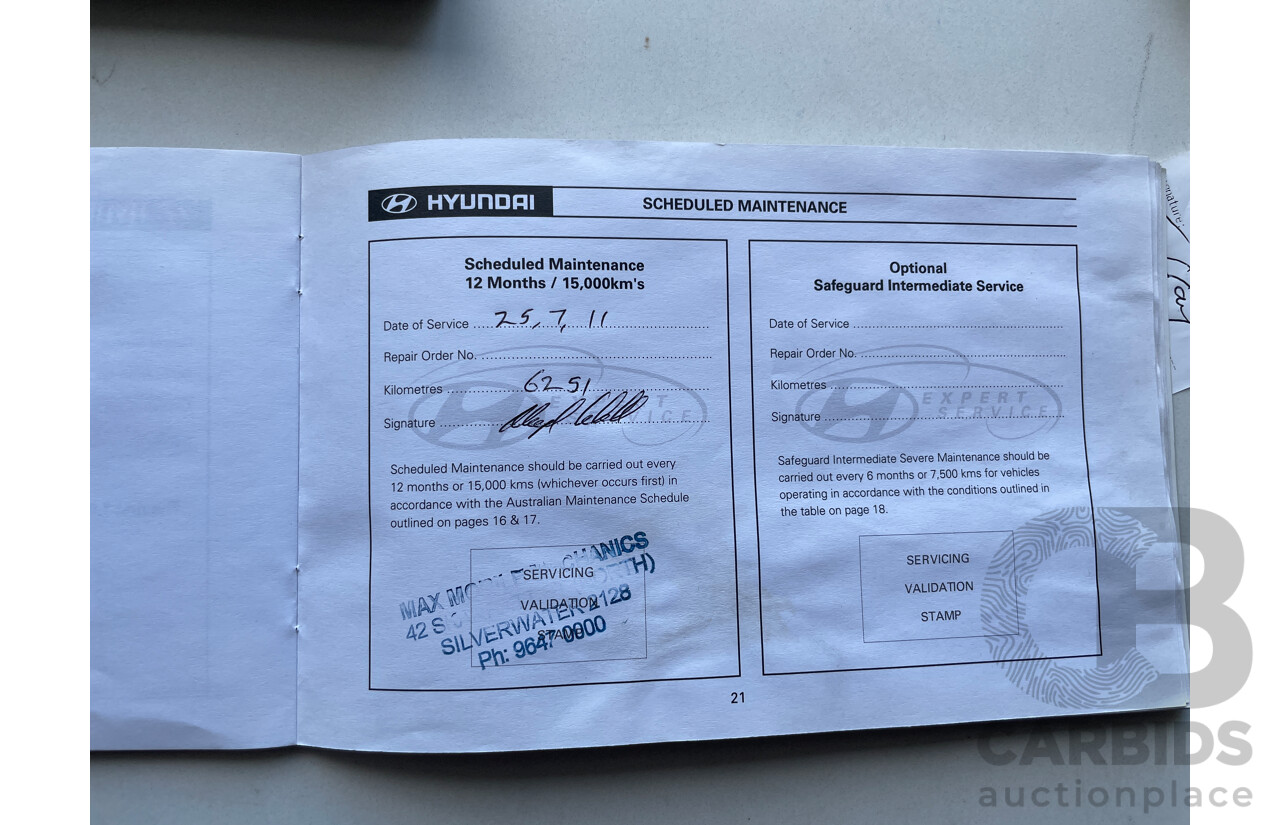 HYUNDAI
SCHEDULED MAINTENANCE
Scheduled Maintenance
12 Months / 15,000km's
Date of Service 25, 7, 11
Repair Order No.
Kilometres 6251
Signature
EXPERT
SERVICE
Scheduled Maintenance should be carried out every
12 months or 15,000 kms (whichever occurs first) in
accordance with the Australian Maintenance Schedule
outlined on pages 16 & 17.
SERVICING
VALIDATION
STAMP
MAX
42 S
SILVERWATER 2128
Ph: 9647 0000
21
Optional
Safeguard Intermediate Service
Date of Service
Repair Order No.
Kilometres
Signature
EXPERT
SERVICE
Safeguard Intermediate Severe Maintenance should be
carried out every 6 months or 7,500 kms for vehicles
operating in accordance with the conditions outlined in
the table on page 18.
SERVICING
VALIDATION
STAMP
CARBIDS
auctionplace